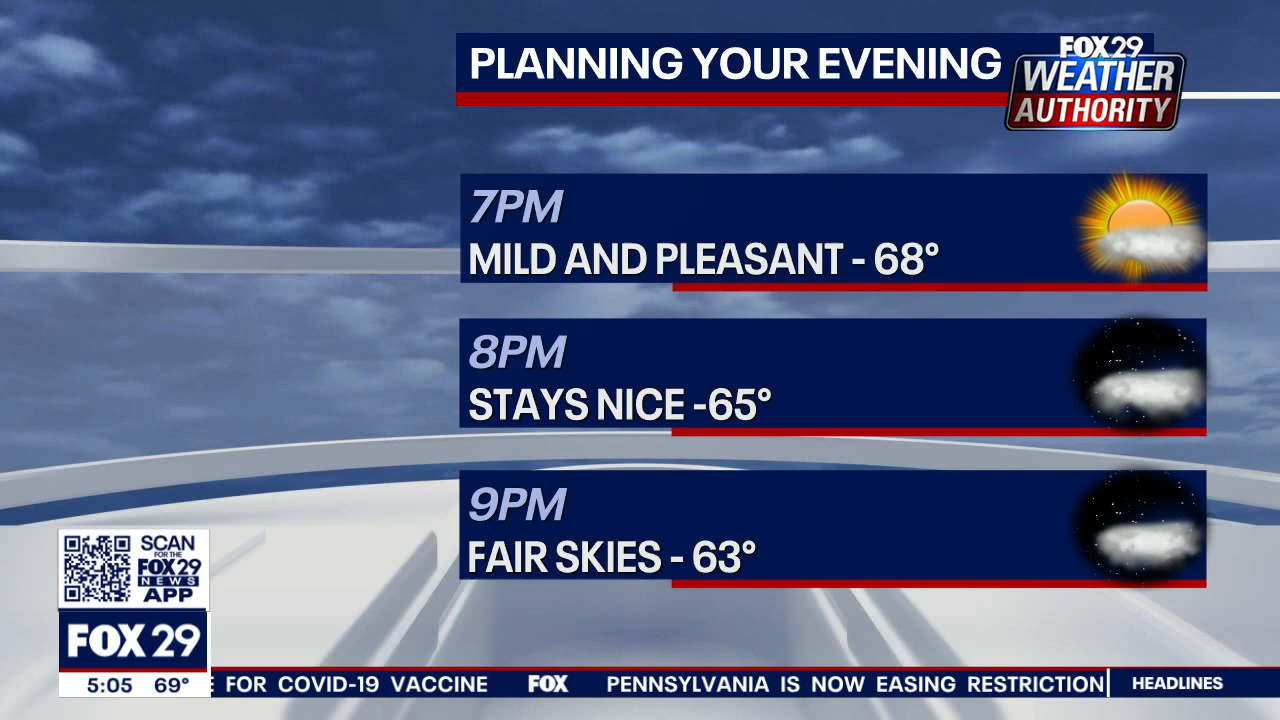 PLANNING YOUR EVENING
FOX 29
WEATHER
AUTHORITY
7PM
MILD AND PLEASANT - 68°
8PM
STAYS NICE -65°
9PM
FAIR SKIES - 63°
SCAN
FOR THE
FOX 29
NEWS
APP
FOX 29
5:05 69°
FOR COVID-19 VACCINE FOX PENNSYLVANIA IS NOW EASING RESTRICTION
HEADLINES